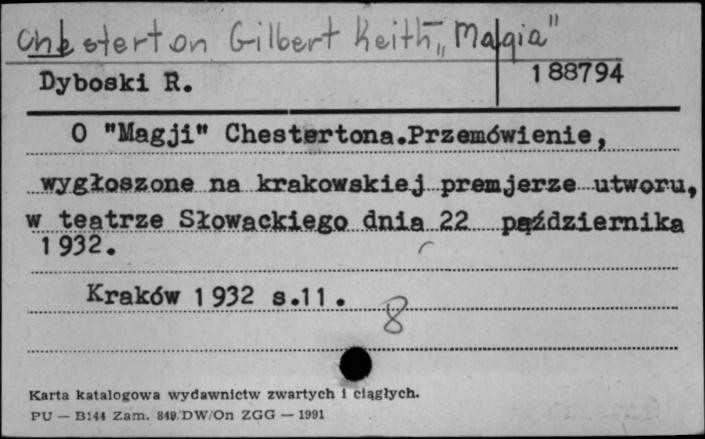 Chesterton Gilbert Keith „Magia"
Dyboski R.
188794
O "Magji" Chestertona.Przemówienie,
wygłoszone na krakowskiej premjerze utworu,
w teatrze Słowackiego dnia 22 października
1932.
Kraków 1932 s.11.
8
Karta katalogowa wydawnictw zwartych i ciągłych.
PU — B144 Zam. 849/DW/On ZGG — 1991